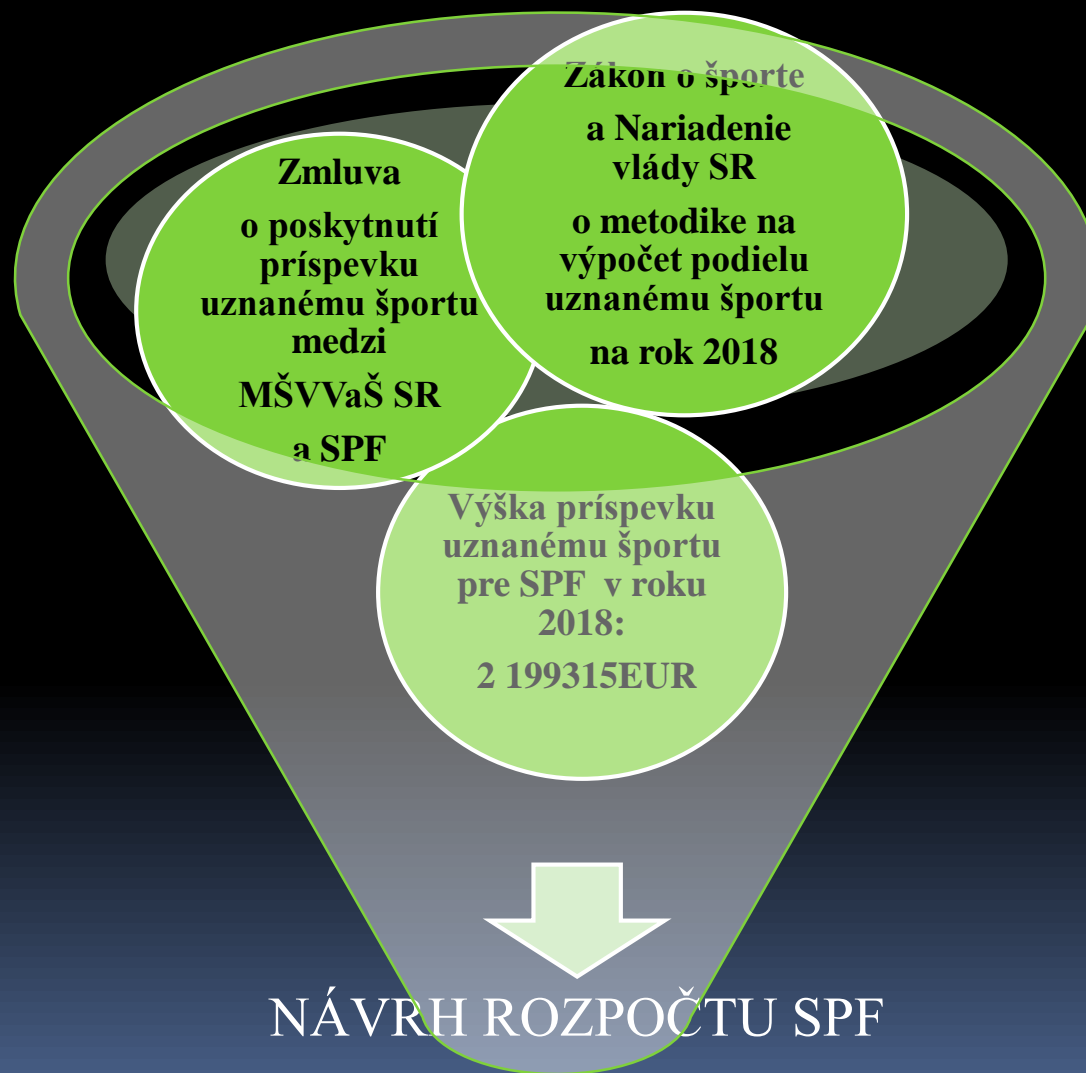 Zákon o športe
a Nariadenie
vlády SR
o metodike na
výpočet podielu
uznanému športu
na rok 2018
Zmluva
o poskytnutí
príspevku
uznanému športu
medzi
MŠVVaŠ SR
a SPF
Výška príspevku
uznanému športu
pre SPF v roku
2018:
2 199315EUR
NÁVRH ROZPOČTU SPF